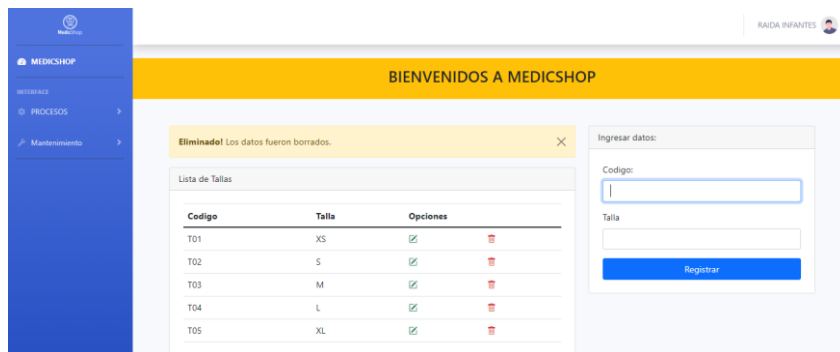 MedicShop
RAIDA INFANTES
MEDICSHOP
BIENVENIDOS A MEDICSHOP
INTERFACE
PROCESOS
Mantenimiento
Eliminado! Los datos fueron borrados.
Lista de Tallas
Codigo Talla Opciones
T01 XS
T02 S
T03 M
T04 L
T05 XL
Ingresar datos:
Codigo:
Talla
Registrar